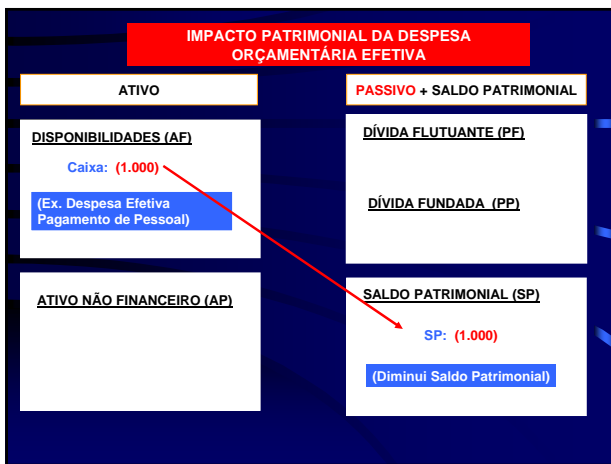 IMPACTO PATRIMONIAL DA DESPESA
ORÇAMENTÁRIA EFETIVA
ATIVO
PASSIVO + SALDO PATRIMONIAL
DISPONIBILIDADES (AF)
Caixa: (1.000)
(Ex. Despesa Efetiva
Pagamento de Pessoal)
DÍVIDA FLUTUANTE (PF)
DÍVIDA FUNDADA (PP)
ATIVO NÃO FINANCEIRO (AP)
SALDO PATRIMONIAL (SP)
SP: (1.000)
(Diminui Saldo Patrimonial)